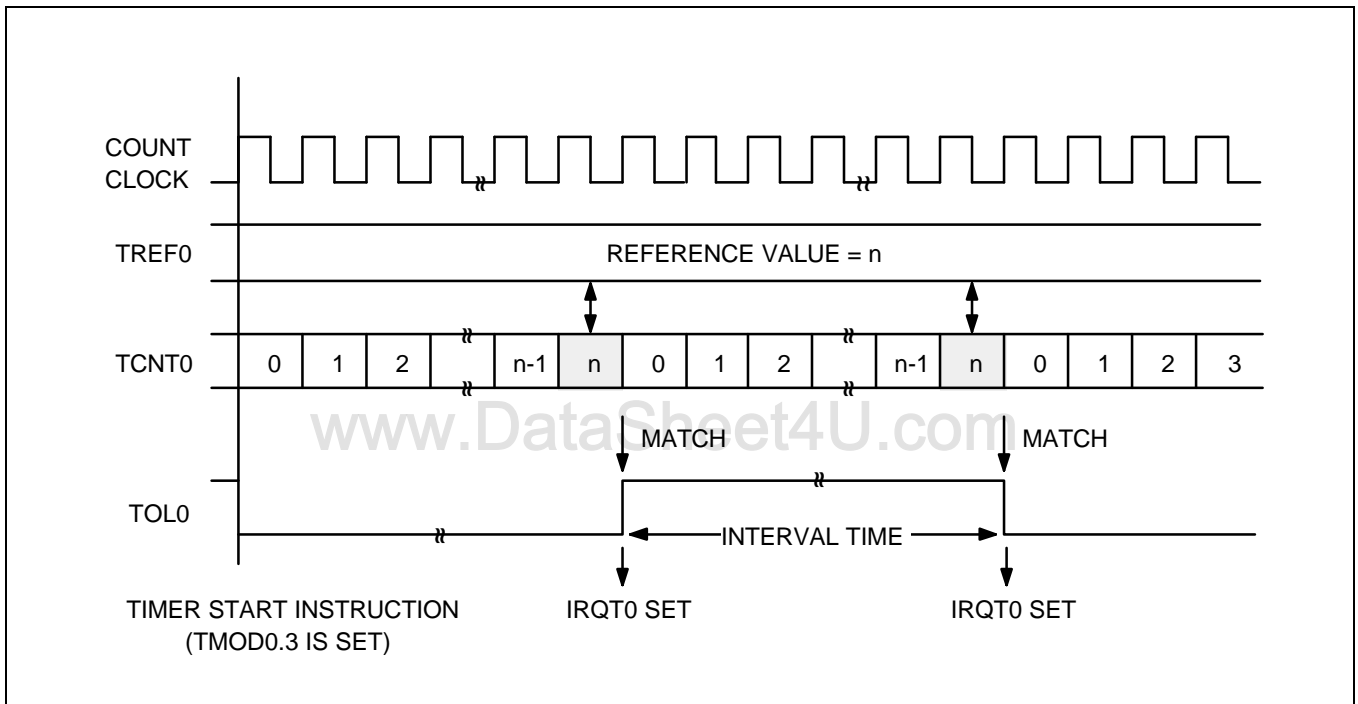 COUNT
CLOCK
TREF0
REFERENCE VALUE = n
TCNT0
0 1 2 n-1 n 0 1 2 n-1 n 0 1 2 3
www.DataSheet4U.com
MATCH MATCH
TOL0
INTERVAL TIME
TIMER START INSTRUCTION
(TMOD0.3 IS SET)
IRQT0 SET IRQT0 SET